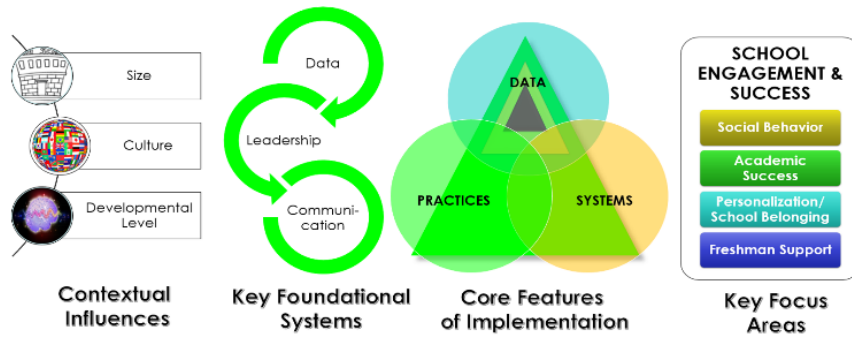 Size
Culture
Developmental
Level
Contextual
Influences
Data
Leadership
Communi-
cation
Key Foundational
Systems
DATA
PRACTICES
SYSTEMS
Core Features
of Implementation
SCHOOL
ENGAGEMENT &
SUCCESS
Social Behavior
Academic
Success
Personalization/
School Belonging
Freshman Support
Key Focus
Areas